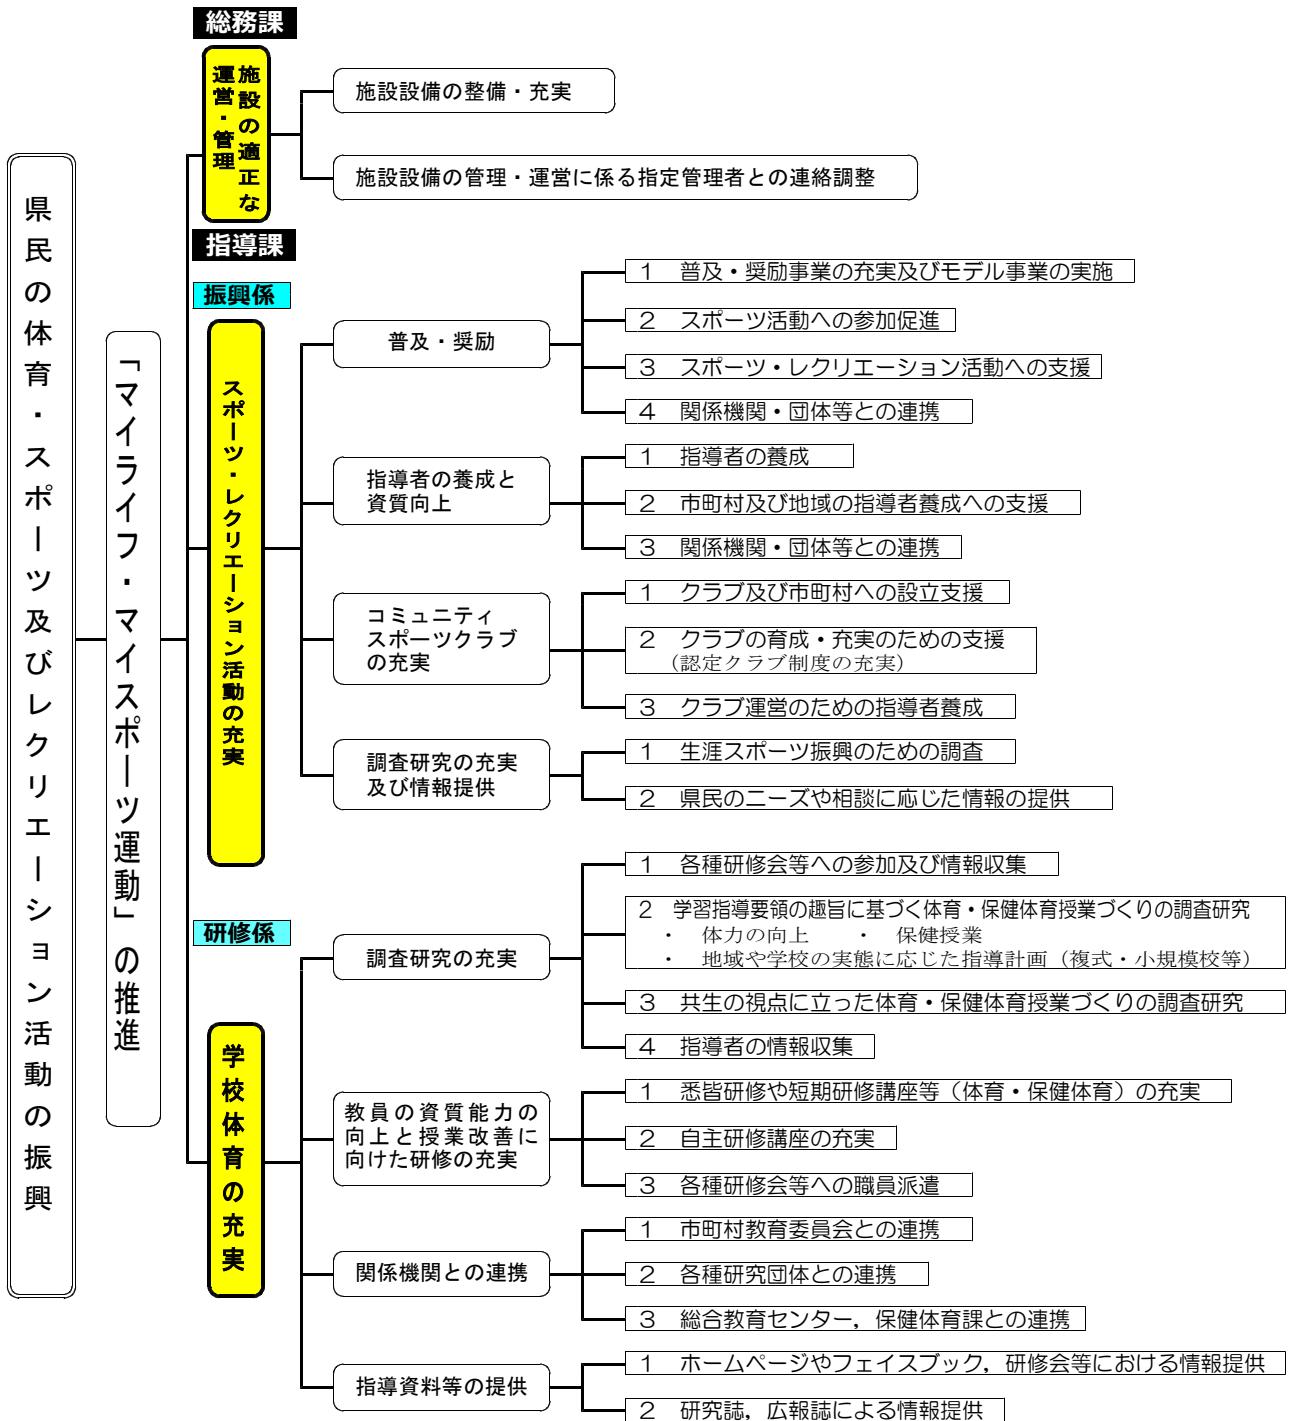 県民の体育・スポーツ及びレクリエーション活動の振興
「マイライフ・マイスポーツ運動」の推進
総務課
施設の適正な
運営・管理
施設設備の整備・充実
施設設備の管理・運営に係る指定管理者との連絡調整
指導課
振興係
スポーツ・レクリエーション活動の充実
普及・奨励
1 普及・奨励事業の充実及びモデル事業の実施
2 スポーツ活動への参加促進
3 スポーツ・レクリエーション活動への支援
4 関係機関・団体等との連携
指導者の養成と
資質向上
1 指導者の養成
2 市町村及び地域の指導者養成への支援
3 関係機関・団体等との連携
コミュニティ
スポーツクラブ
の充実
1 クラブ及び市町村への設立支援
2 クラブの育成・充実のための支援
（認定クラブ制度の充実）
3 クラブ運営のための指導者養成
調査研究の充実
及び情報提供
1 生涯スポーツ振興のための調査
2 県民のニーズや相談に応じた情報の提供
研修係
学校体育の充実
調査研究の充実
1 各種研修会等への参加及び情報収集
2 学習指導要領の趣旨に基づく体育・保健体育授業づくりの調査研究
・ 体力の向上 ・ 保健授業
・ 地域や学校の実態に応じた指導計画（複式・小規模校等）
3 共生の視点に立った体育・保健体育授業づくりの調査研究
4 指導者の情報収集
教員の資質能力の
向上と授業改善に
向けた研修の充実
1 悉皆研修や短期研修講座等（体育・保健体育）の充実
2 自主研修講座の充実
3 各種研修会等への職員派遣
関係機関との連携
1 市町村教育委員会との連携
2 各種研究団体との連携
3 総合教育センター，保健体育課との連携
指導資料等の提供
1 ホームページやフェイスブック，研修会等における情報提供
2 研究誌，広報誌による情報提供